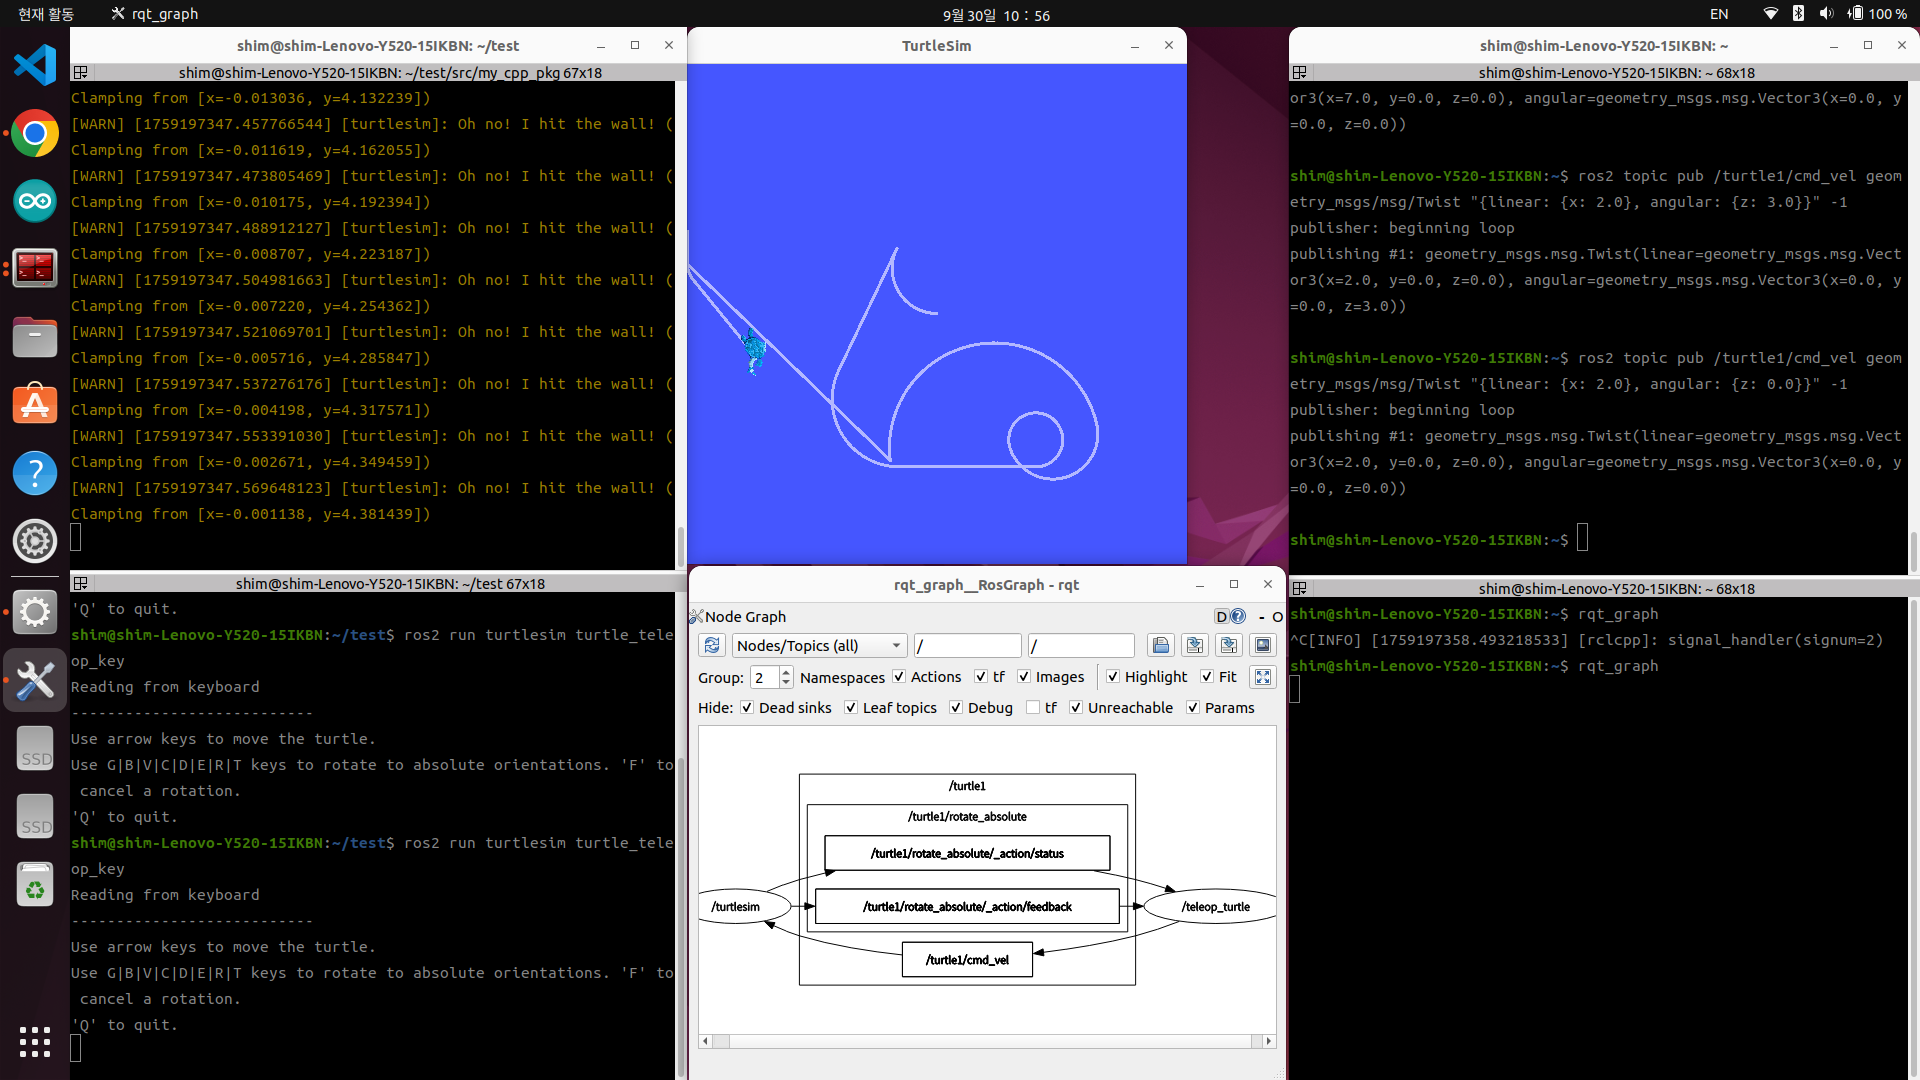 현재 활동
rqt_graph
9월 30일 10 : 56
EN
100 %
shim@shim-Lenovo-Y520-15IKBN: ~/test
shim@shim-Lenovo-Y520-15IKBN: ~/test/src/my_cpp_pkg 67x18
Clamping from [x=-0.013036, y=4.132239])
[WARN] [1759197347.457766544] [turtlesim]: Oh no! I hit the wall! (
Clamping from [x=-0.011619, y=4.162055])
[WARN] [1759197347.473805469] [turtlesim]: Oh no! I hit the wall! (
Clamping from [x=-0.010175, y=4.192394])
[WARN] [1759197347.488912127] [turtlesim]: Oh no! I hit the wall! (
Clamping from [x=-0.008707, y=4.223187])
[WARN] [1759197347.504981663] [turtlesim]: Oh no! I hit the wall! (
Clamping from [x=-0.007220, y=4.254362])
[WARN] [1759197347.521069701] [turtlesim]: Oh no! I hit the wall! (
Clamping from [x=-0.005716, y=4.285847])
[WARN] [1759197347.537276176] [turtlesim]: Oh no! I hit the wall! (
Clamping from [x=-0.004198, y=4.317571])
[WARN] [1759197347.553391030] [turtlesim]: Oh no! I hit the wall! (
Clamping from [x=-0.002671, y=4.349459])
[WARN] [1759197347.569648123] [turtlesim]: Oh no! I hit the wall! (
Clamping from [x=-0.001138, y=4.381439])
shim@shim-Lenovo-Y520-15IKBN: ~/test 67x18
'Q' to quit.
shim@shim-Lenovo-Y520-15IKBN:~/test$ ros2 run turtlesim turtle_tele
op_key
Reading from keyboard
---------------------------
Use arrow keys to move the turtle.
Use G|B|V|C|D|E|R|T keys to rotate to absolute orientations. 'F' to
cancel a rotation.
'Q' to quit.
shim@shim-Lenovo-Y520-15IKBN:~/test$ ros2 run turtlesim turtle_tele
op_key
Reading from keyboard
---------------------------
Use arrow keys to move the turtle.
Use G|B|V|C|D|E|R|T keys to rotate to absolute orientations. 'F' to
cancel a rotation.
'Q' to quit.
SSD
SSD
TurtleSim
rqt_graph__RosGraph - rqt
Node Graph
D - O
Nodes/Topics (all) / /
Group: 2 Namespaces Actions tf Images Highlight Fit
Hide: Dead sinks Leaf topics Debug tf Unreachable Params
/turtle1
/turtle1/rotate_absolute
/turtle1/rotate_absolute/_action/status
/turtlesim
/turtle1/rotate_absolute/_action/feedback
/teleop_turtle
/turtle1/cmd_vel
shim@shim-Lenovo-Y520-15IKBN: ~
shim@shim-Lenovo-Y520-15IKBN: ~ 68x18
or3(x=7.0, y=0.0, z=0.0), angular=geometry_msgs.msg.Vector3(x=0.0, y
=0.0, z=0.0))
shim@shim-Lenovo-Y520-15IKBN:~$ ros2 topic pub /turtle1/cmd_vel geom
etry_msgs/msg/Twist "{linear: {x: 2.0}, angular: {z: 3.0}}" -1
publisher: beginning loop
publishing #1: geometry_msgs.msg.Twist(linear=geometry_msgs.msg.Vect
or3(x=2.0, y=0.0, z=0.0), angular=geometry_msgs.msg.Vector3(x=0.0, y
=0.0, z=3.0))
shim@shim-Lenovo-Y520-15IKBN:~$ ros2 topic pub /turtle1/cmd_vel geom
etry_msgs/msg/Twist "{linear: {x: 2.0}, angular: {z: 0.0}}" -1
publisher: beginning loop
publishing #1: geometry_msgs.msg.Twist(linear=geometry_msgs.msg.Vect
or3(x=2.0, y=0.0, z=0.0), angular=geometry_msgs.msg.Vector3(x=0.0, y
=0.0, z=0.0))
shim@shim-Lenovo-Y520-15IKBN:~$
shim@shim-Lenovo-Y520-15IKBN: ~ 68x18
shim@shim-Lenovo-Y520-15IKBN:~$ rqt_graph
^C[INFO] [1759197358.493218533] [rclcpp]: signal_handler(signum=2)
shim@shim-Lenovo-Y520-15IKBN:~$ rqt_graph